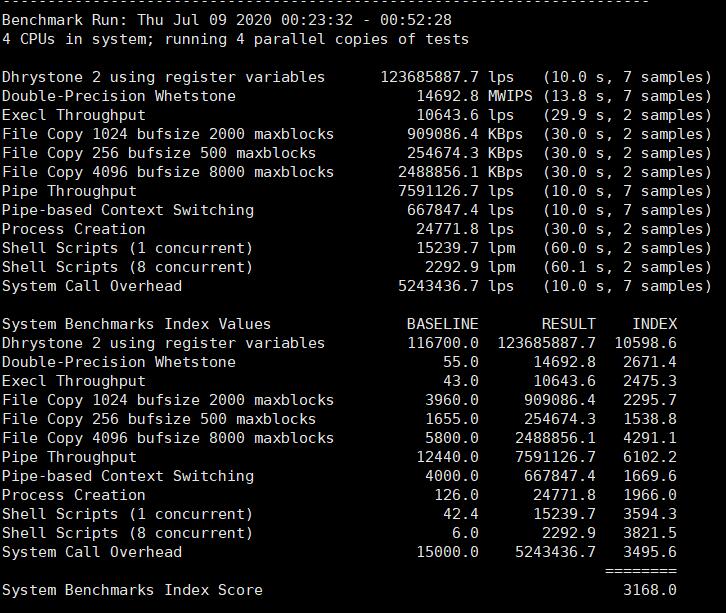 ------------------------------------------------------------------------
Benchmark Run: Thu Jul 09 2020 00:23:32 - 00:52:28
4 CPUs in system; running 4 parallel copies of tests

Dhrystone 2 using register variables      123685887.7 lps   (10.0 s, 7 samples)
Double-Precision Whetstone                    14692.8 MWIPS (13.8 s, 7 samples)
Execl Throughput                              10643.6 lps   (29.9 s, 2 samples)
File Copy 1024 bufsize 2000 maxblocks        909086.4 KBps  (30.0 s, 2 samples)
File Copy 256 bufsize 500 maxblocks          254674.3 KBps  (30.0 s, 2 samples)
File Copy 4096 bufsize 8000 maxblocks       2488856.1 KBps  (30.0 s, 2 samples)
Pipe Throughput                             7591126.7 lps   (10.0 s, 7 samples)
Pipe-based Context Switching                 667847.4 lps   (10.0 s, 7 samples)
Process Creation                              24771.8 lps   (30.0 s, 2 samples)
Shell Scripts (1 concurrent)                  15239.7 lpm   (60.0 s, 2 samples)
Shell Scripts (8 concurrent)                   2292.9 lpm   (60.1 s, 2 samples)
System Call Overhead                        5243436.7 lps   (10.0 s, 7 samples)

System Benchmarks Index Values               BASELINE       RESULT    INDEX
Dhrystone 2 using register variables         116700.0  123685887.7  10598.6
Double-Precision Whetstone                       55.0      14692.8   2671.4
Execl Throughput                                 43.0      10643.6   2475.3
File Copy 1024 bufsize 2000 maxblocks          3960.0     909086.4   2295.7
File Copy 256 bufsize 500 maxblocks            1655.0     254674.3   1538.8
File Copy 4096 bufsize 8000 maxblocks          5800.0    2488856.1   4291.1
Pipe Throughput                               12440.0    7591126.7   6102.2
Pipe-based Context Switching                   4000.0     667847.4   1669.6
Process Creation                                126.0      24771.8   1966.0
Shell Scripts (1 concurrent)                     42.4      15239.7   3594.3
Shell Scripts (8 concurrent)                      6.0       2292.9   3821.5
System Call Overhead                          15000.0    5243436.7   3495.6
                                                                   ========
System Benchmarks Index Score                                        3168.0